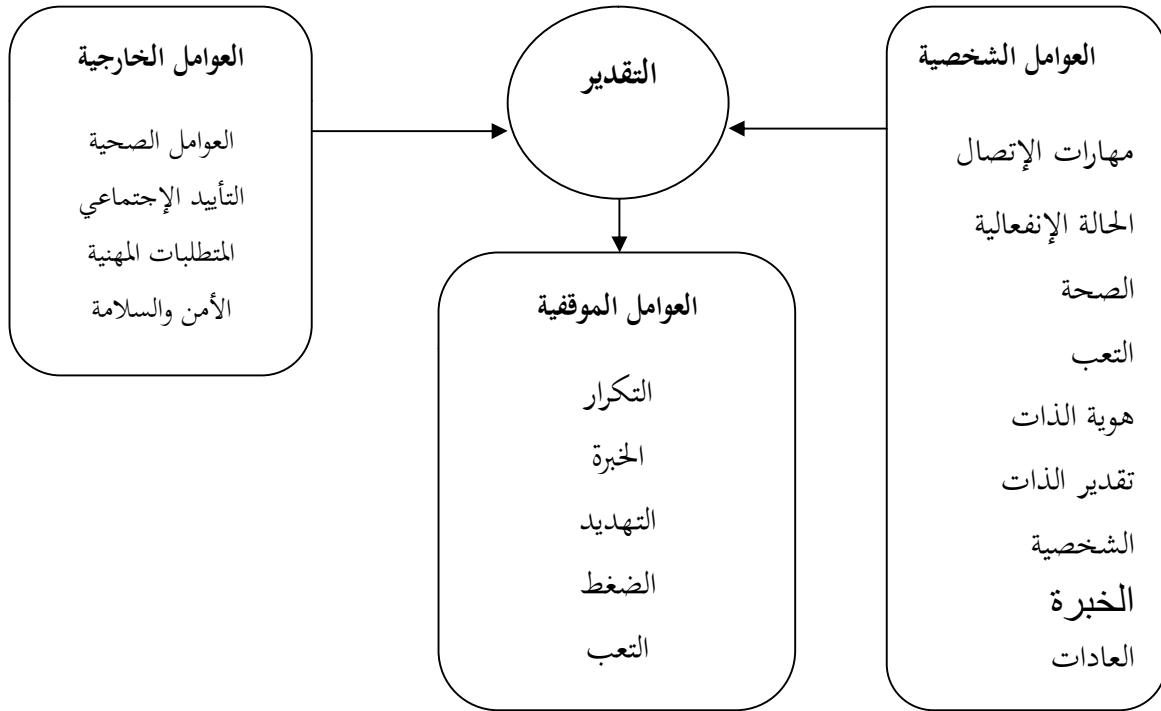 العوامل الشخصية
مهارات الإتصال
الحالة الإنفعالية
الصحة
التعب
هوية الذات
تقدير الذات
الشخصية
الخبرة
العادات
التقدير
العوامل الخارجية
العوامل الصحية
التأييد الإجتماعي
المتطلبات المهنية
الأمن والسلامة
العوامل الموقفية
التكرار
الخبرة
التهديد
الضغط
التعب